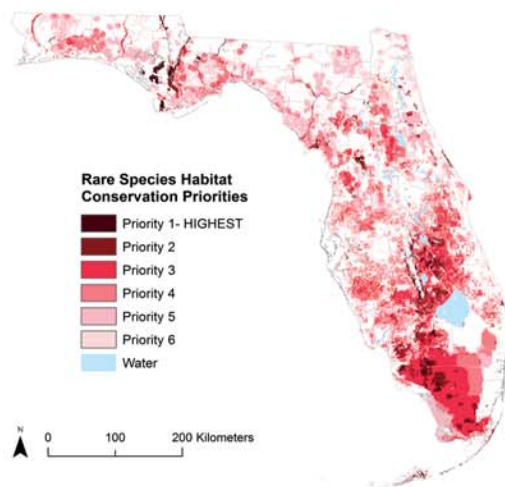 Rare Species Habitat
Conservation Priorities
Priority 1- HIGHEST
Priority 2
Priority 3
Priority 4
Priority 5
Priority 6
Water
N
0 100 200 Kilometers